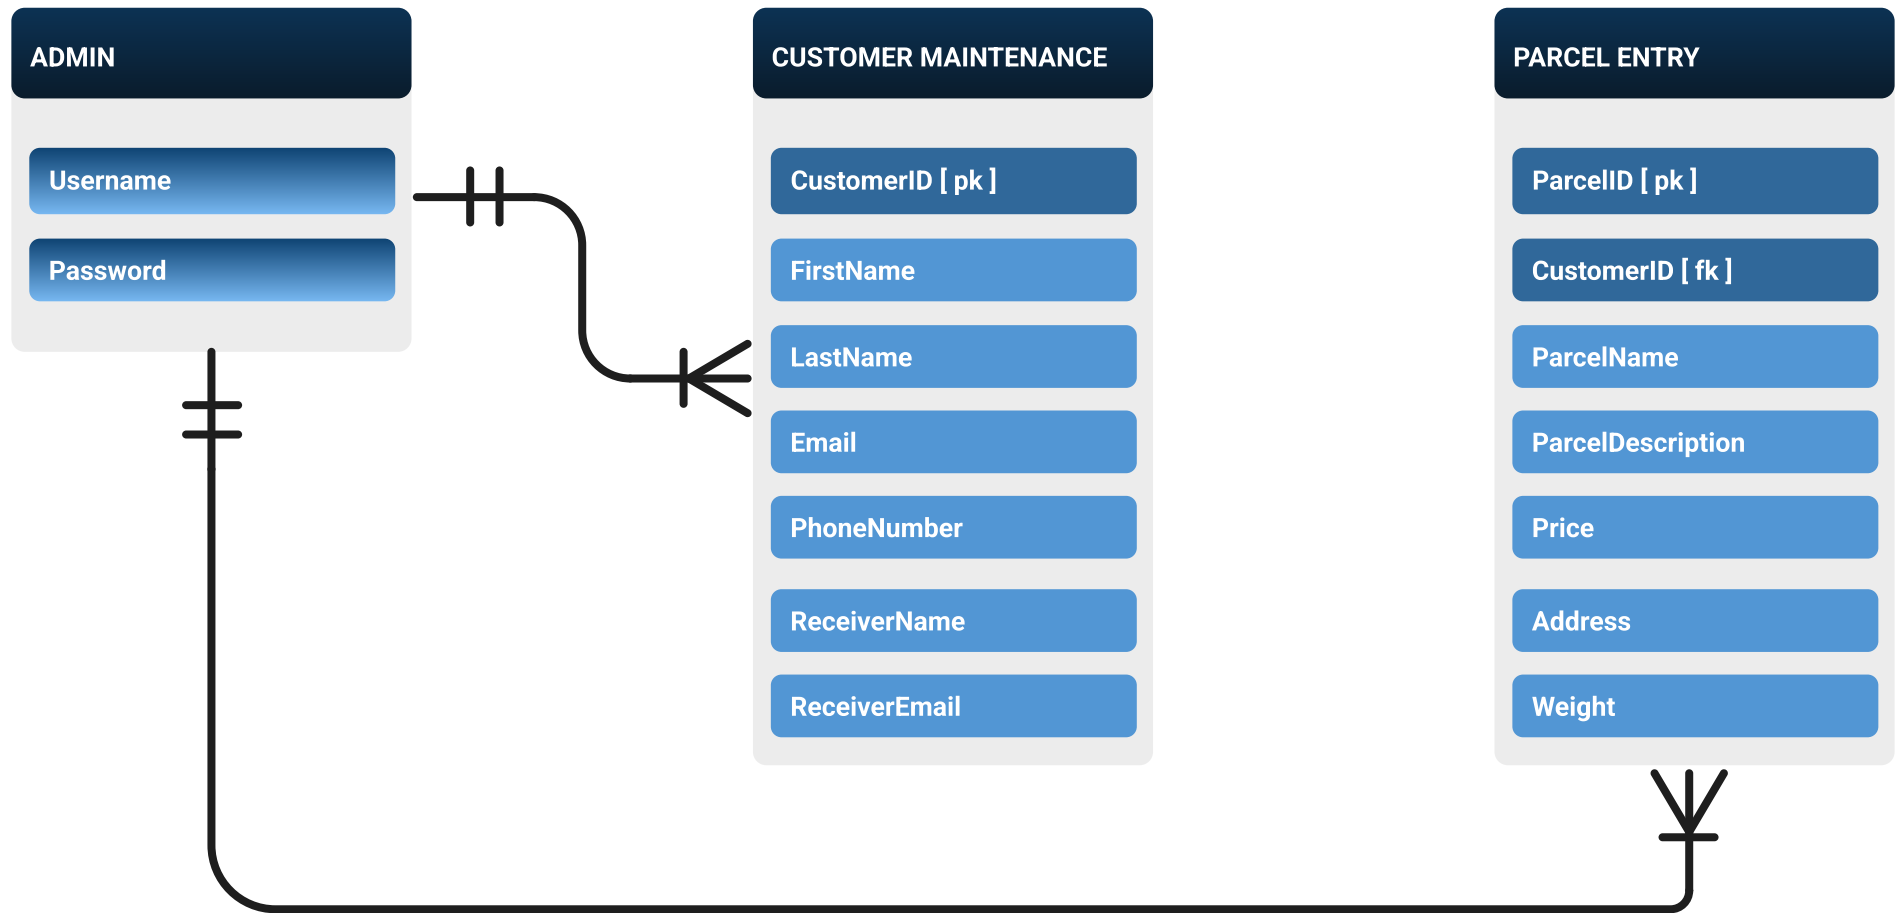 ADMIN
Username
Password
CUSTOMER MAINTENANCE
CustomerID [ pk ]
FirstName
LastName
Email
PhoneNumber
ReceiverName
ReceiverEmail
PARCEL ENTRY
ParcelID [ pk ]
CustomerID [ fk ]
ParcelName
ParcelDescription
Price
Address
Weight